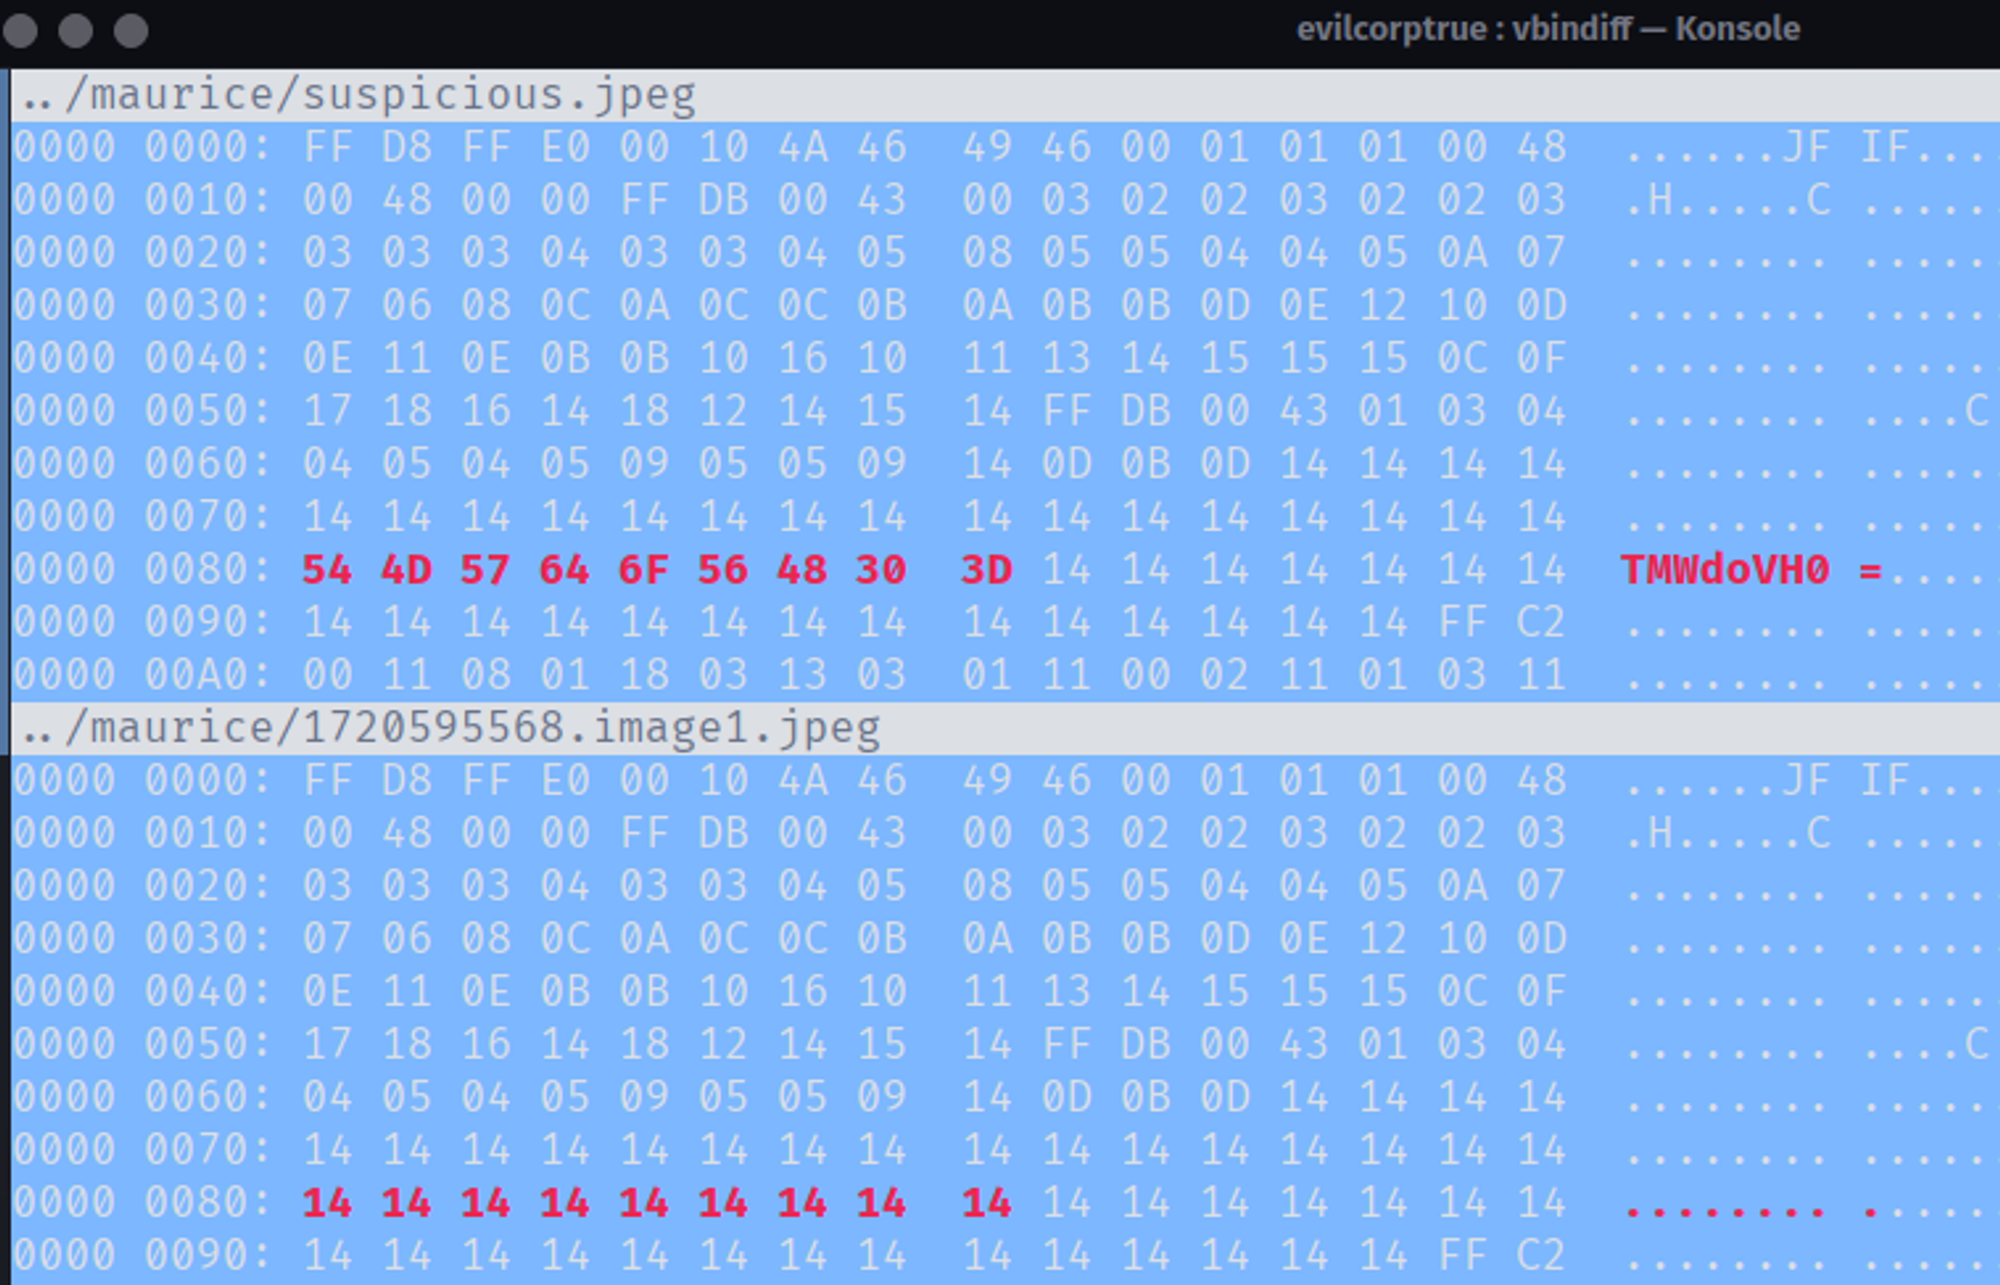 evilcorptrue : vbindiff — Konsole
../maurice/suspicious.jpeg
0000 0000: FF D8 FF E0 00 10 4A 46  49 46 00 01 01 01 00 48  ......JF IF....
0000 0010: 00 48 00 00 FF DB 00 43  00 03 02 02 03 02 02 03  .H.....C .....
0000 0020: 03 03 03 04 03 03 04 05  08 05 05 04 04 05 0A 07  ........ .....
0000 0030: 07 06 08 0C 0A 0C 0C 0B  0A 0B 0B 0D 0E 12 10 0D  ........ .....
0000 0040: 0E 11 0E 0B 0B 10 16 10  11 13 14 15 15 15 0C 0F  ........ .....
0000 0050: 17 18 16 14 18 12 14 15  14 FF DB 00 43 01 03 04  ........ ....C
0000 0060: 04 05 04 05 09 05 05 09  14 0D 0B 0D 14 14 14 14  ........ .....
0000 0070: 14 14 14 14 14 14 14 14  14 14 14 14 14 14 14 14  ........ .....
0000 0080: 54 4D 57 64 6F 56 48 30  3D 14 14 14 14 14 14 14  TMWdoVH0 =....
0000 0090: 14 14 14 14 14 14 14 14  14 14 14 14 14 14 FF C2  ........ .....
0000 00A0: 00 11 08 01 18 03 13 03  01 11 00 02 11 01 03 11  ........ .....
../maurice/1720595568.image1.jpeg
0000 0000: FF D8 FF E0 00 10 4A 46  49 46 00 01 01 01 00 48  ......JF IF....
0000 0010: 00 48 00 00 FF DB 00 43  00 03 02 02 03 02 02 03  .H.....C .....
0000 0020: 03 03 03 04 03 03 04 05  08 05 05 04 04 05 0A 07  ........ .....
0000 0030: 07 06 08 0C 0A 0C 0C 0B  0A 0B 0B 0D 0E 12 10 0D  ........ .....
0000 0040: 0E 11 0E 0B 0B 10 16 10  11 13 14 15 15 15 0C 0F  ........ .....
0000 0050: 17 18 16 14 18 12 14 15  14 FF DB 00 43 01 03 04  ........ ....C
0000 0060: 04 05 04 05 09 05 05 09  14 0D 0B 0D 14 14 14 14  ........ .....
0000 0070: 14 14 14 14 14 14 14 14  14 14 14 14 14 14 14 14  ........ .....
0000 0080: 14 14 14 14 14 14 14 14  14 14 14 14 14 14 14 14  ........ .....
0000 0090: 14 14 14 14 14 14 14 14  14 14 14 14 14 14 FF C2  ........ .....